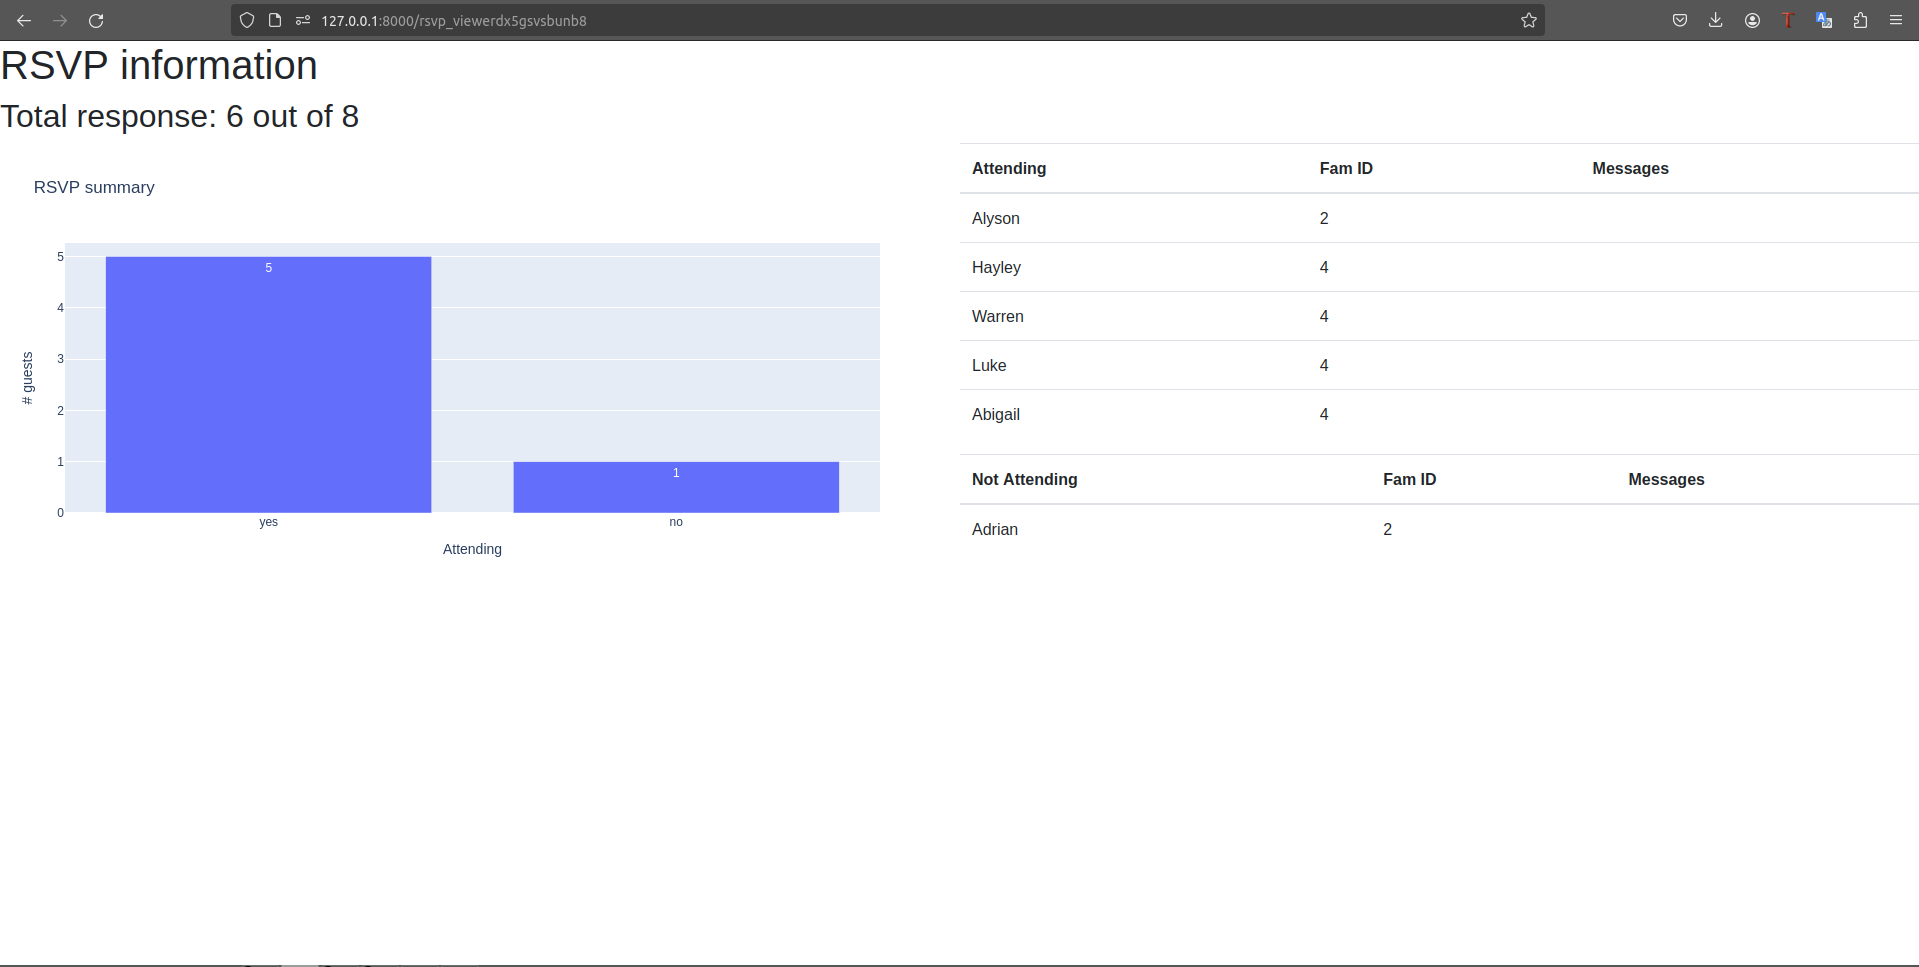 127.0.0.1:8000/rsvp_viewerdx5gsvsbunb8
RSVP information
Total response: 6 out of 8
RSVP summary
# guests
5
4
3
2
1
0
5
1
yes
no
Attending
Attending Fam ID Messages
Alyson 2
Hayley 4
Warren 4
Luke 4
Abigail 4
Not Attending Fam ID Messages
Adrian 2